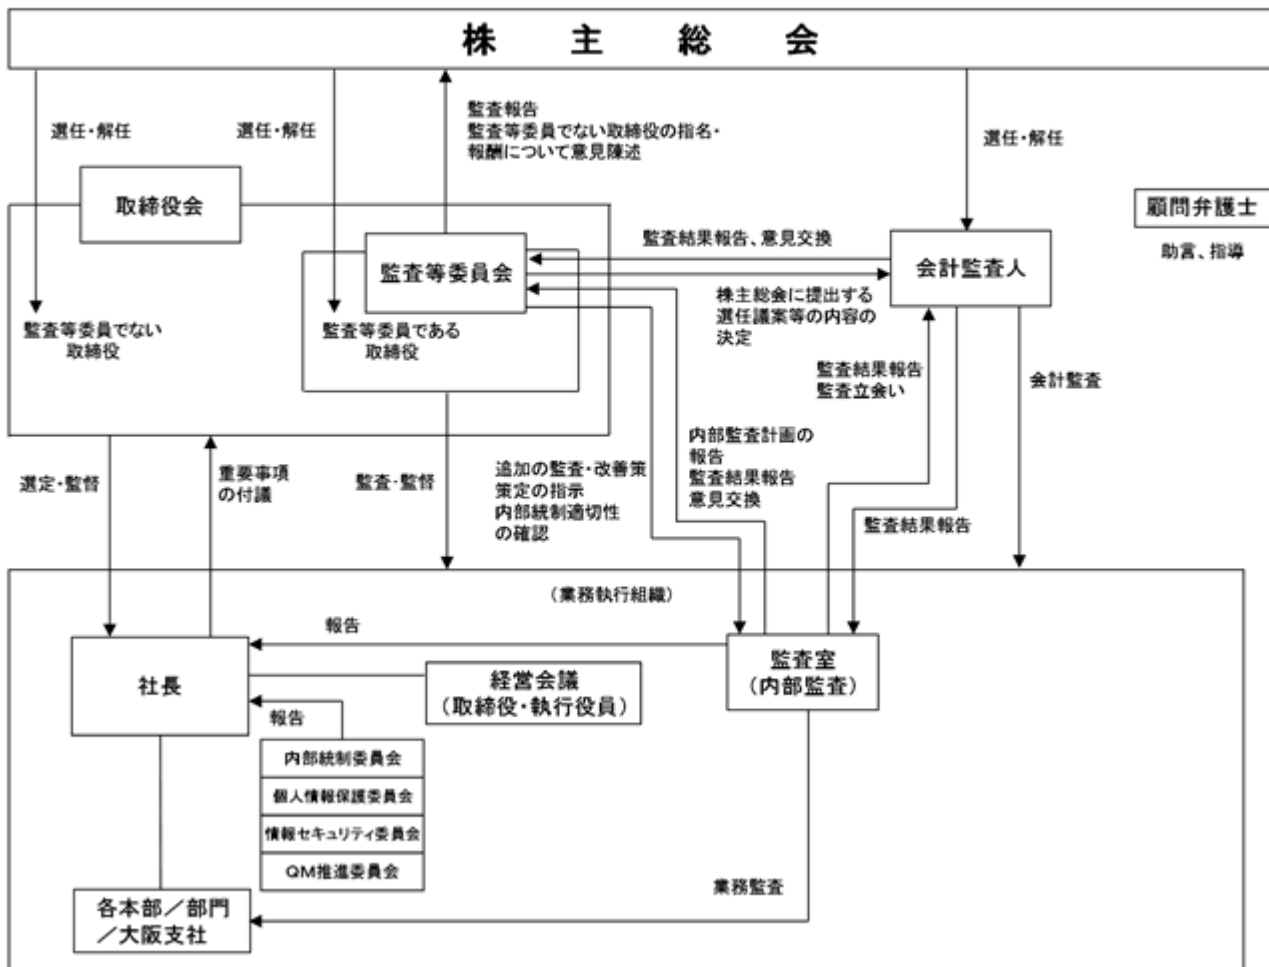 株主総会
選任・解任
選任・解任
監査報告
監査等委員でない取締役の指名・
報酬について意見陳述
選任・解任
取締役会
顧問弁護士
助言、指導
監査等委員会
監査結果報告、意見交換
会計監査人
監査等委員でない
取締役
監査等委員である
取締役
株主総会に提出する
選任議案等の内容の
決定
監査結果報告
監査立会い
会計監査
選定・監督
重要事項
の付議
監査・監督
追加の監査・改善策
策定の指示
内部統制適切性
の確認
内部監査計画の
報告
監査結果報告
意見交換
監査結果報告
（業務執行組織）
報告
社長
経営会議
（取締役・執行役員）
監査室
（内部監査）
報告
内部統制委員会
個人情報保護委員会
情報セキュリティ委員会
QM推進委員会
業務監査
各本部／部門
／大阪支社